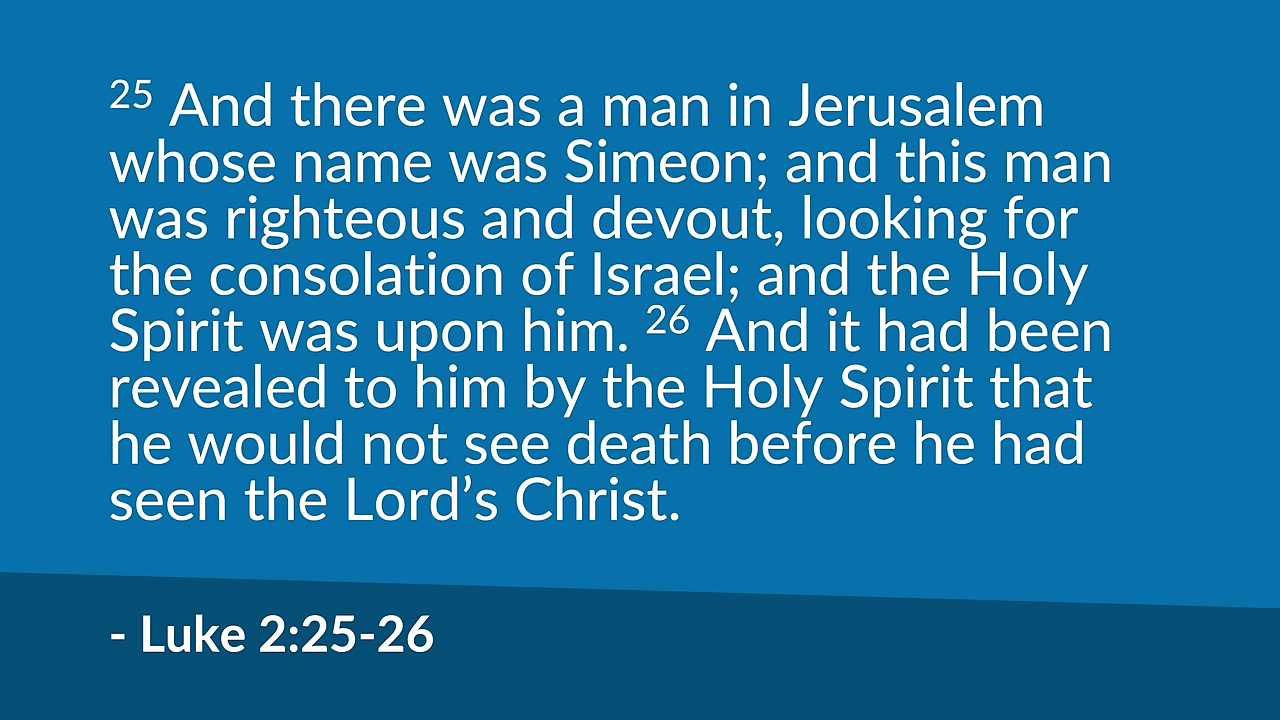 25 And there was a man in Jerusalem
whose name was Simeon; and this man
was righteous and devout, looking for
the consolation of Israel; and the Holy
Spirit was upon him. 26 And it had been
revealed to him by the Holy Spirit that
he would not see death before he had
seen the Lord’s Christ.
- Luke 2:25-26